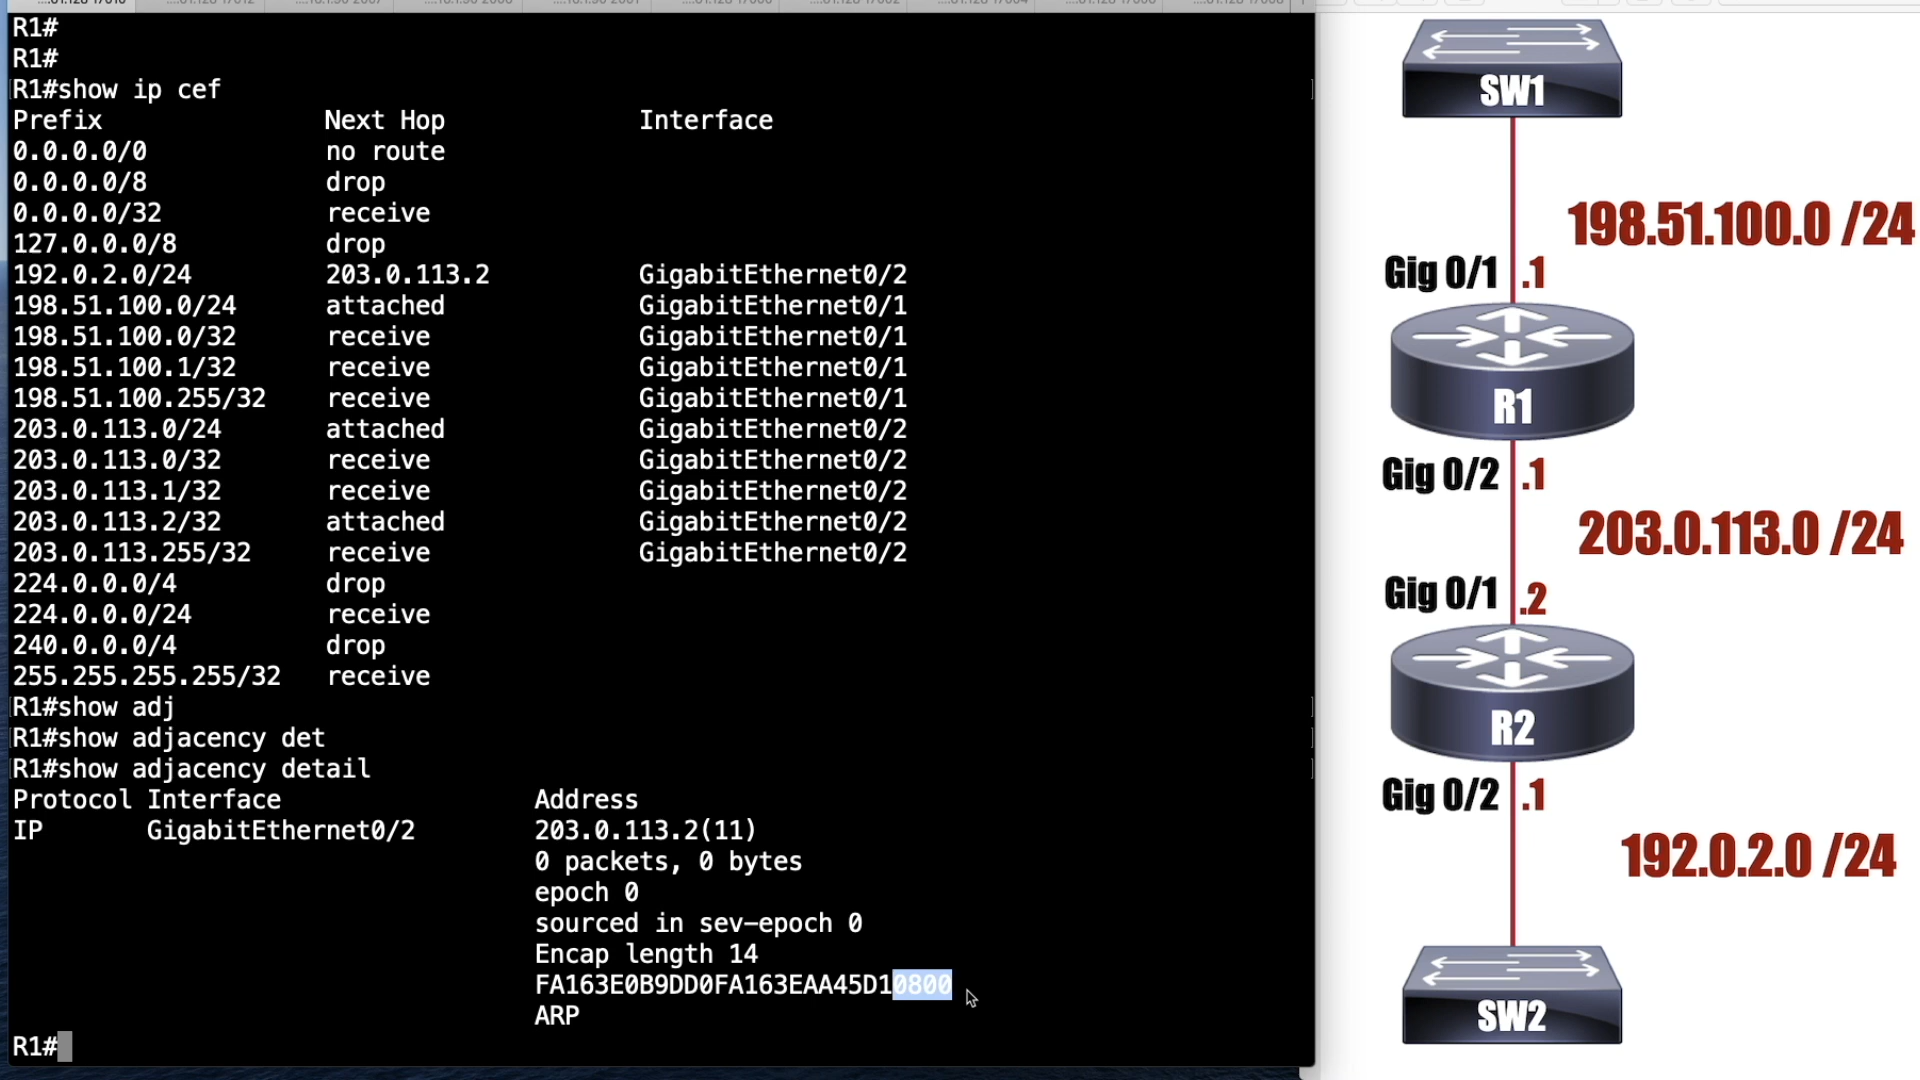 R1#
R1#
R1#show ip cef
Prefix Next Hop Interface
0.0.0.0/0 no route
0.0.0.0/8 drop
0.0.0.0/32 receive
127.0.0.0/8 drop
192.0.2.0/24 203.0.113.2 GigabitEthernet0/2
198.51.100.0/24 attached GigabitEthernet0/1
198.51.100.0/32 receive GigabitEthernet0/1
198.51.100.1/32 receive GigabitEthernet0/1
198.51.100.255/32 receive GigabitEthernet0/1
203.0.113.0/24 attached GigabitEthernet0/2
203.0.113.0/32 receive GigabitEthernet0/2
203.0.113.1/32 receive GigabitEthernet0/2
203.0.113.2/32 attached GigabitEthernet0/2
203.0.113.255/32 receive GigabitEthernet0/2
224.0.0.0/4 drop
224.0.0.0/24 receive
240.0.0.0/4 drop
255.255.255.255/32 receive
R1#show adj
R1#show adjacency det
R1#show adjacency detail
Protocol Interface Address
IP GigabitEthernet0/2 203.0.113.2(11)
0 packets, 0 bytes
epoch 0
sourced in sev-epoch 0
Encap length 14
FA163E0B9DD0FA163EAA45D10800
ARP
R1#
SW1
198.51.100.0 /24
Gig 0/1 .1
R1
Gig 0/2 .1
203.0.113.0 /24
Gig 0/1 .2
R2
Gig 0/2 .1
192.0.2.0 /24
SW2